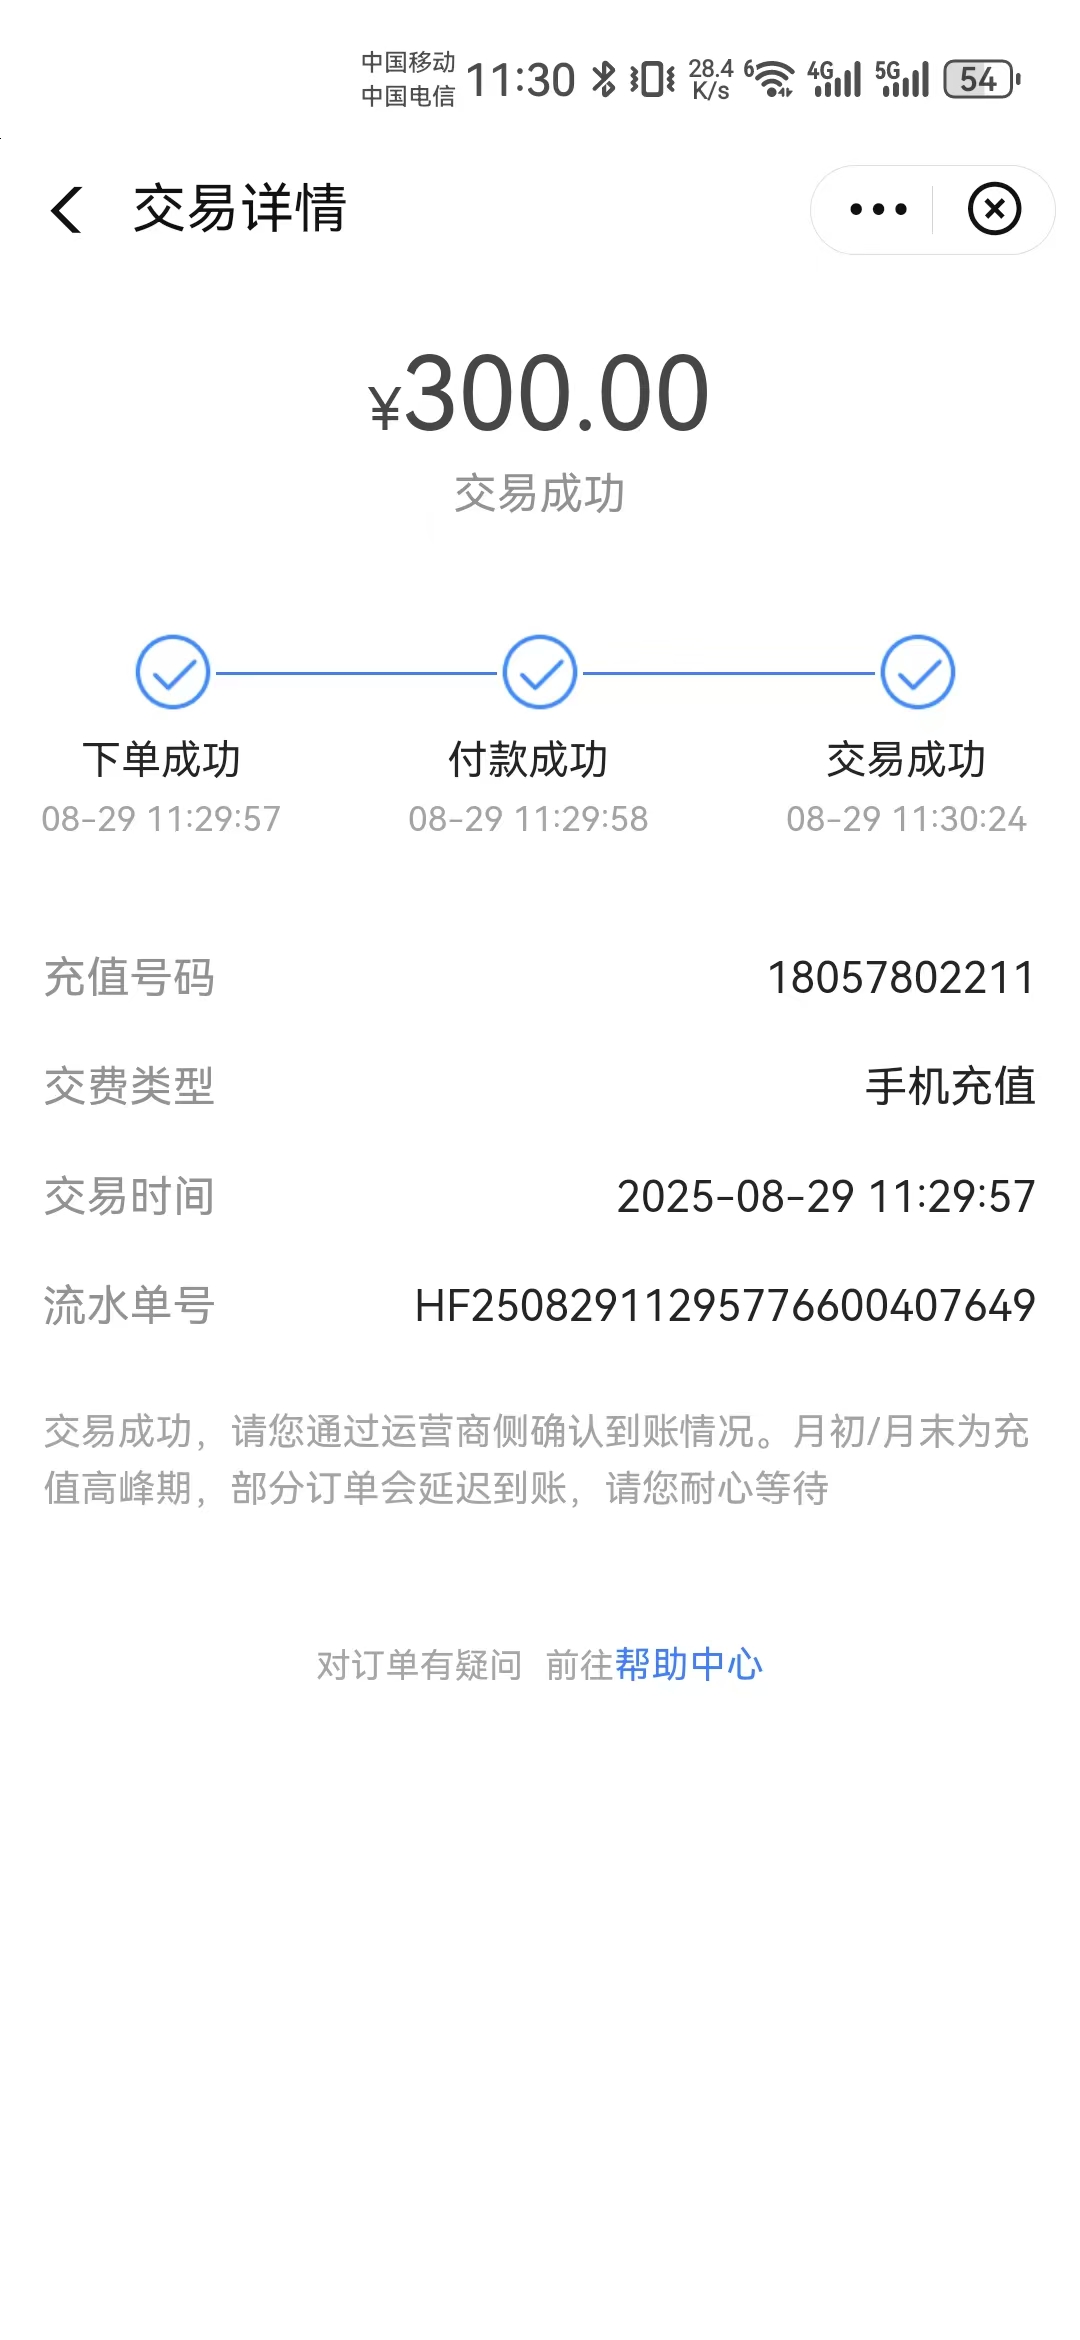 中国移动
中国电信
11:30
28.4
K/s
6
4G
5G
54
交易详情
¥300.00
交易成功
下单成功 付款成功 交易成功
08-29 11:29:57 08-29 11:29:58 08-29 11:30:24
充值号码 18057802211
交费类型 手机充值
交易时间 2025-08-29 11:29:57
流水单号 HF25082911295776600407649
交易成功，请您通过运营商侧确认到账情况。月初/月末为充
值高峰期，部分订单会延迟到账，请您耐心等待
对订单有疑问 前往帮助中心